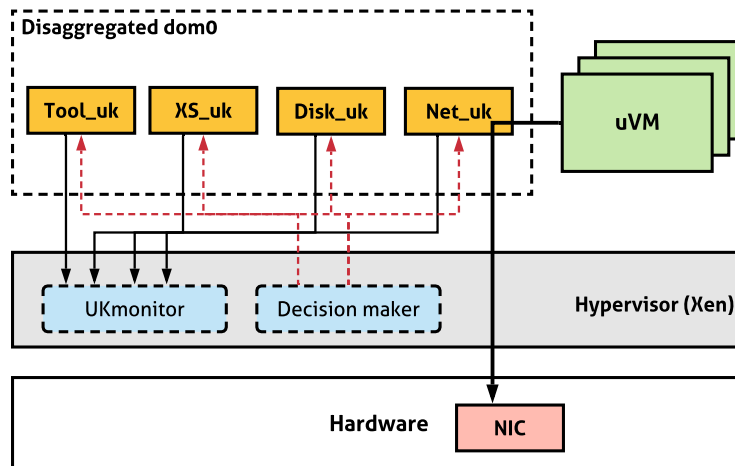 Disaggregated dom0
Tool_uk
XS_uk
Disk_uk
Net_uk
uVM
UKmonitor
Decision maker
Hypervisor (Xen)
Hardware
NIC